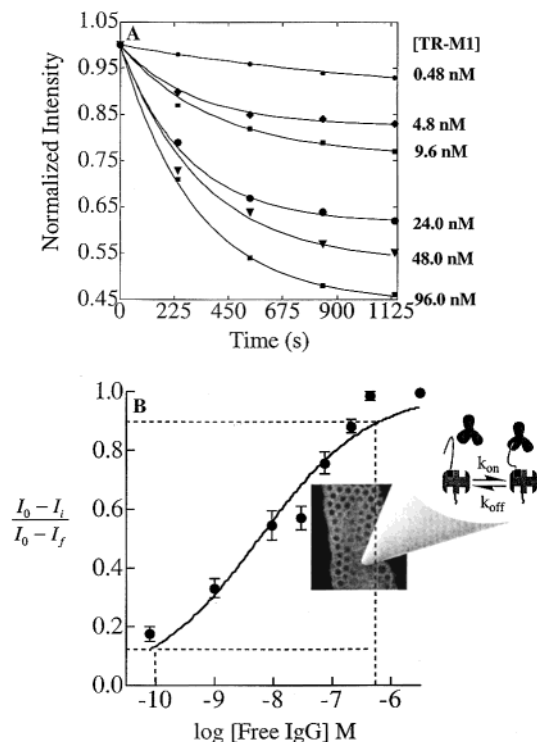 A
[TR-M1]
1.05
0.95
0.85
0.75
0.65
0.55
0.45
Normalized Intensity
0.48 nM
4.8 nM
9.6 nM
24.0 nM
48.0 nM
96.0 nM
0 225 450 675 900 1125
Time (s)
B
1.0
0.8
0.6
0.4
0.2
0.0
I0 − Ii
I0 − If
kon
koff
-10 -9 -8 -7 -6
log [Free IgG] M